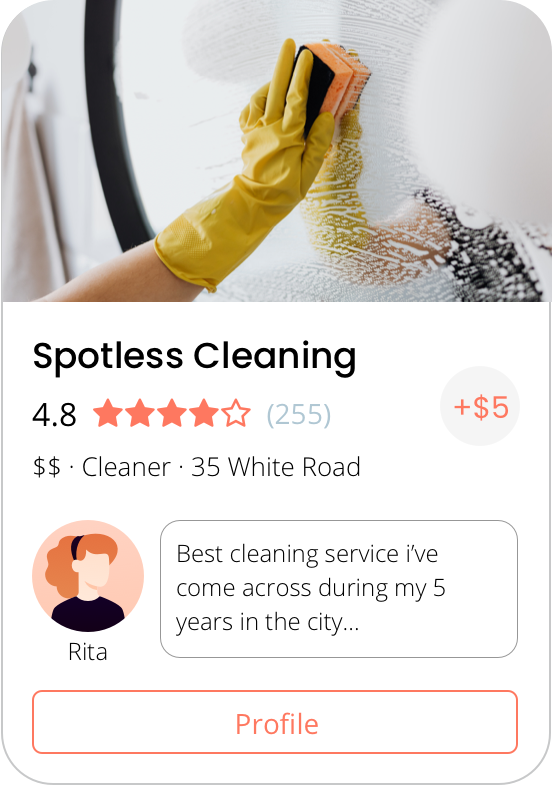 Spotless Cleaning
4.8 (255)
+$5
$$ · Cleaner · 35 White Road
Best cleaning service i’ve
come across during my 5
years in the city...
Rita
Profile